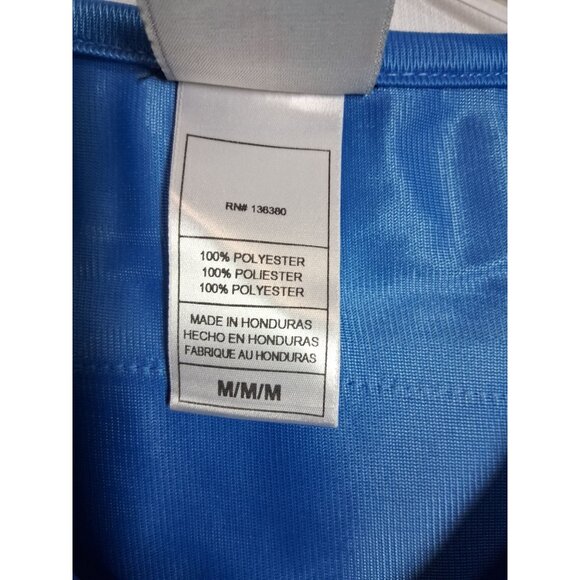 RN# 136380
100% POLYESTER
100% POLIESTER
100% POLYESTER
MADE IN HONDURAS
HECHO EN HONDURAS
FABRIQUE AU HONDURAS
M/M/M